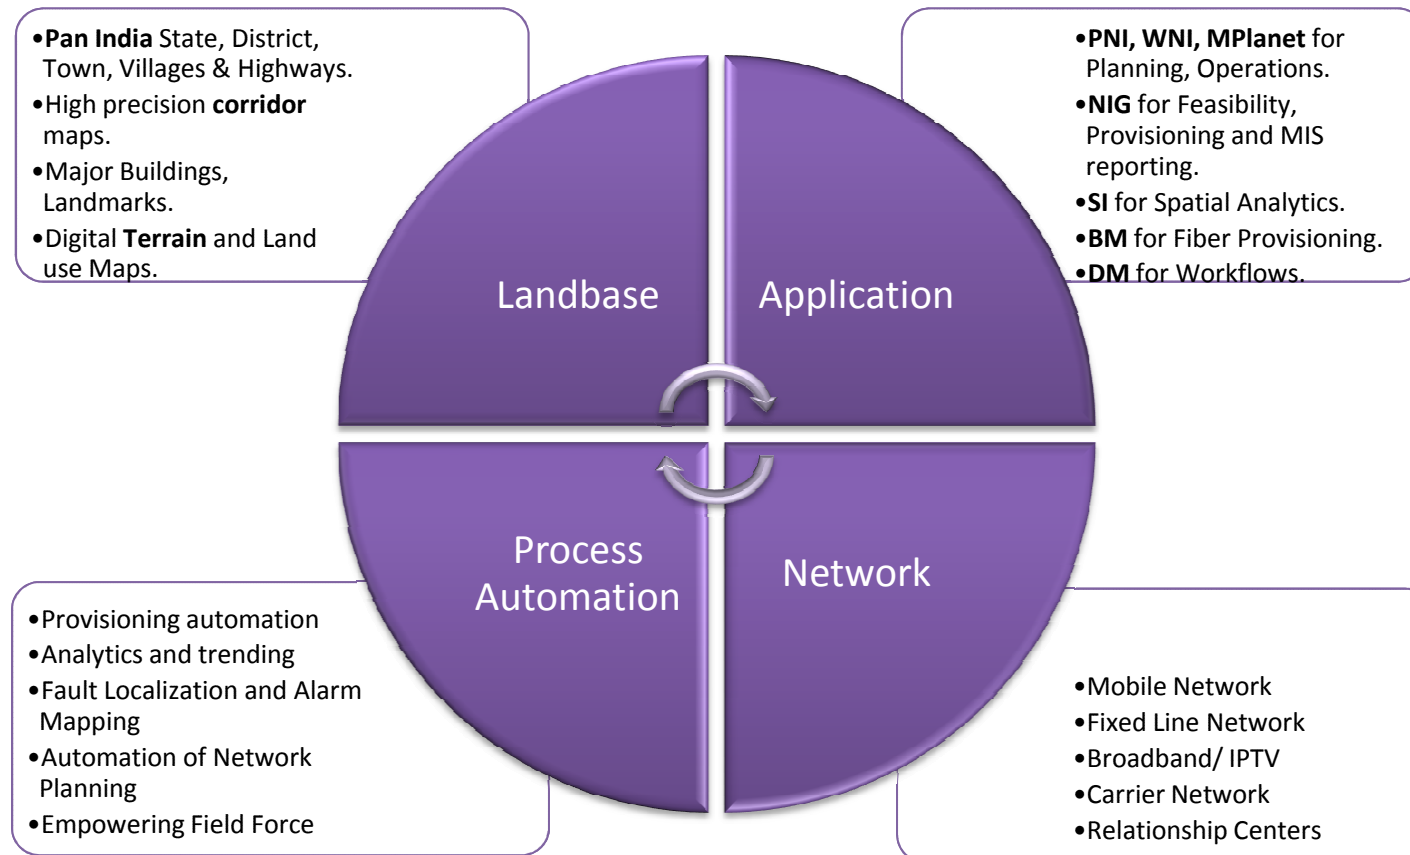 •Pan India State, District,
Town, Villages & Highways.
•High precision corridor
maps.
•Major Buildings,
Landmarks.
•Digital Terrain and Land
use Maps.
•PNI, WNI, MPlanet for
Planning, Operations.
•NIG for Feasibility,
Provisioning and MIS
reporting.
•SI for Spatial Analytics.
•BM for Fiber Provisioning.
•DM for Workflows.
Landbase
Application
Process
Automation
Network
•Provisioning automation
•Analytics and trending
•Fault Localization and Alarm
Mapping
•Automation of Network
Planning
•Empowering Field Force
•Mobile Network
•Fixed Line Network
•Broadband/ IPTV
•Carrier Network
•Relationship Centers